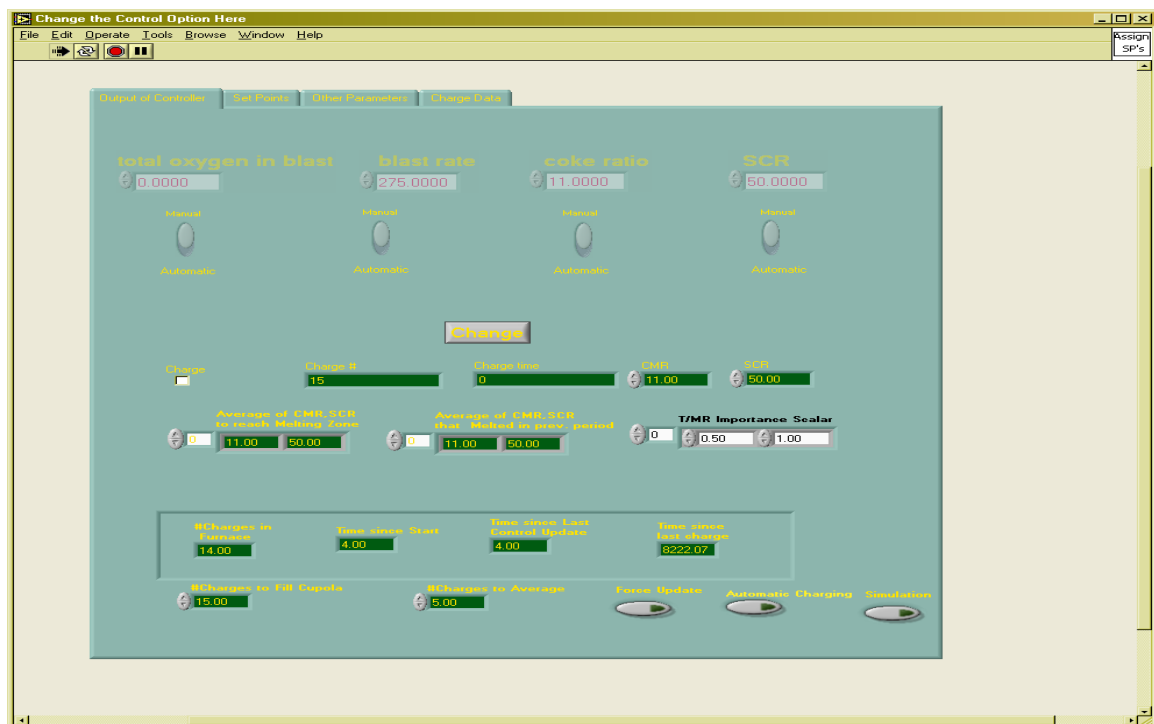 Change the Control Option Here
File Edit Operate Tools Browse Window Help
Assign
SP's
Output of Controller Set Points Other Parameters Charge Data
total oxygen in blast blast rate coke ratio SCR
0.0000 275.0000 11.0000 50.0000
Manual Manual Manual Manual
Automatic Automatic Automatic Automatic
Change
Charge Charge # Charge time CMR SCR
15 0 11.00 50.00
Average of CMR,SCR
to reach Melting Zone
0 11.00 50.00
Average of CMR,SCR
that Melted in prev. period
0 11.00 50.00
T/MR Importance Scalar
0 0.50 1.00
#Charges in
Furnace
14.00
Time since Start
4.00
Time since Last
Control Update
4.00
Time since
last charge
8222.07
#Charges to Fill Cupola #Charges to Average Force Update Automatic Charging Simulation
15.00 5.00